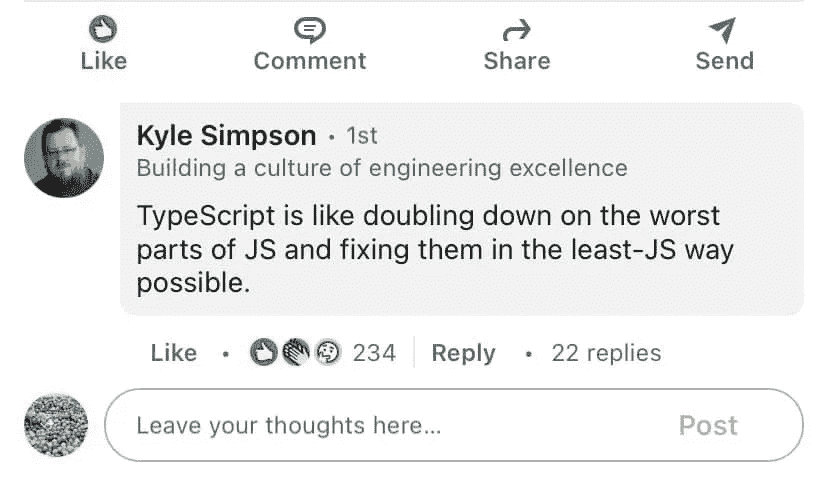 Like Comment Share Send
Kyle Simpson • 1st
Building a culture of engineering excellence
TypeScript is like doubling down on the worst
parts of JS and fixing them in the least-JS way
possible.
Like • 234 Reply • 22 replies
Leave your thoughts here... Post